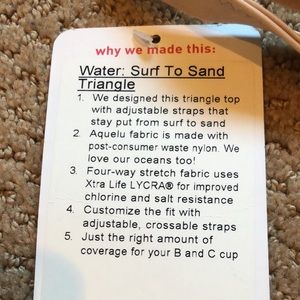 why we made this:
Water: Surf To Sand
Triangle
1. We designed this triangle top
with adjustable straps that
stay put from surf to sand
2. Aquelu fabric is made with
post-consumer waste nylon. We
love our oceans too!
3. Four-way stretch fabric uses
Xtra Life LYCRA® for improved
chlorine and salt resistance
4. Customize the fit with
adjustable, crossable straps
5. Just the right amount of
coverage for your B and C cup